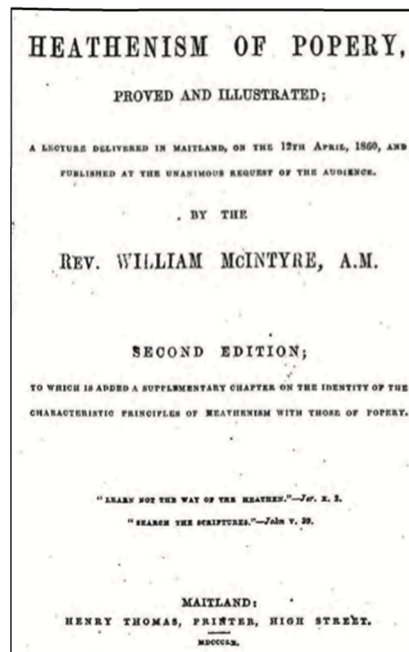 HEATHENISM OF POPERY,
PROVED AND ILLUSTRATED;
A LECTURE DELIVERED IN MAITLAND, ON THE 12TH APRIL, 1860, AND
PUBLISHED AT THE UNANIMOUS REQUEST OF THE AUDIENCE.
BY THE
REV. WILLIAM MCINTYRE, A.M.
SECOND EDITION;
TO WHICH IS ADDED A SUPPLEMENTARY CHAPTER ON THE IDENTITY OF THE
CHARACTERISTIC PRINCIPLES OF HEATHENISM WITH THOSE OF POPERY.
"LEARN NOT THE WAY OF THE HEATHEN."—Jer. x. 2.
"SEARCH THE SCRIPTURES."—John v. 39.
MAITLAND:
HENRY THOMAS, PRINTER, HIGH STREET.
MDCCCLX.